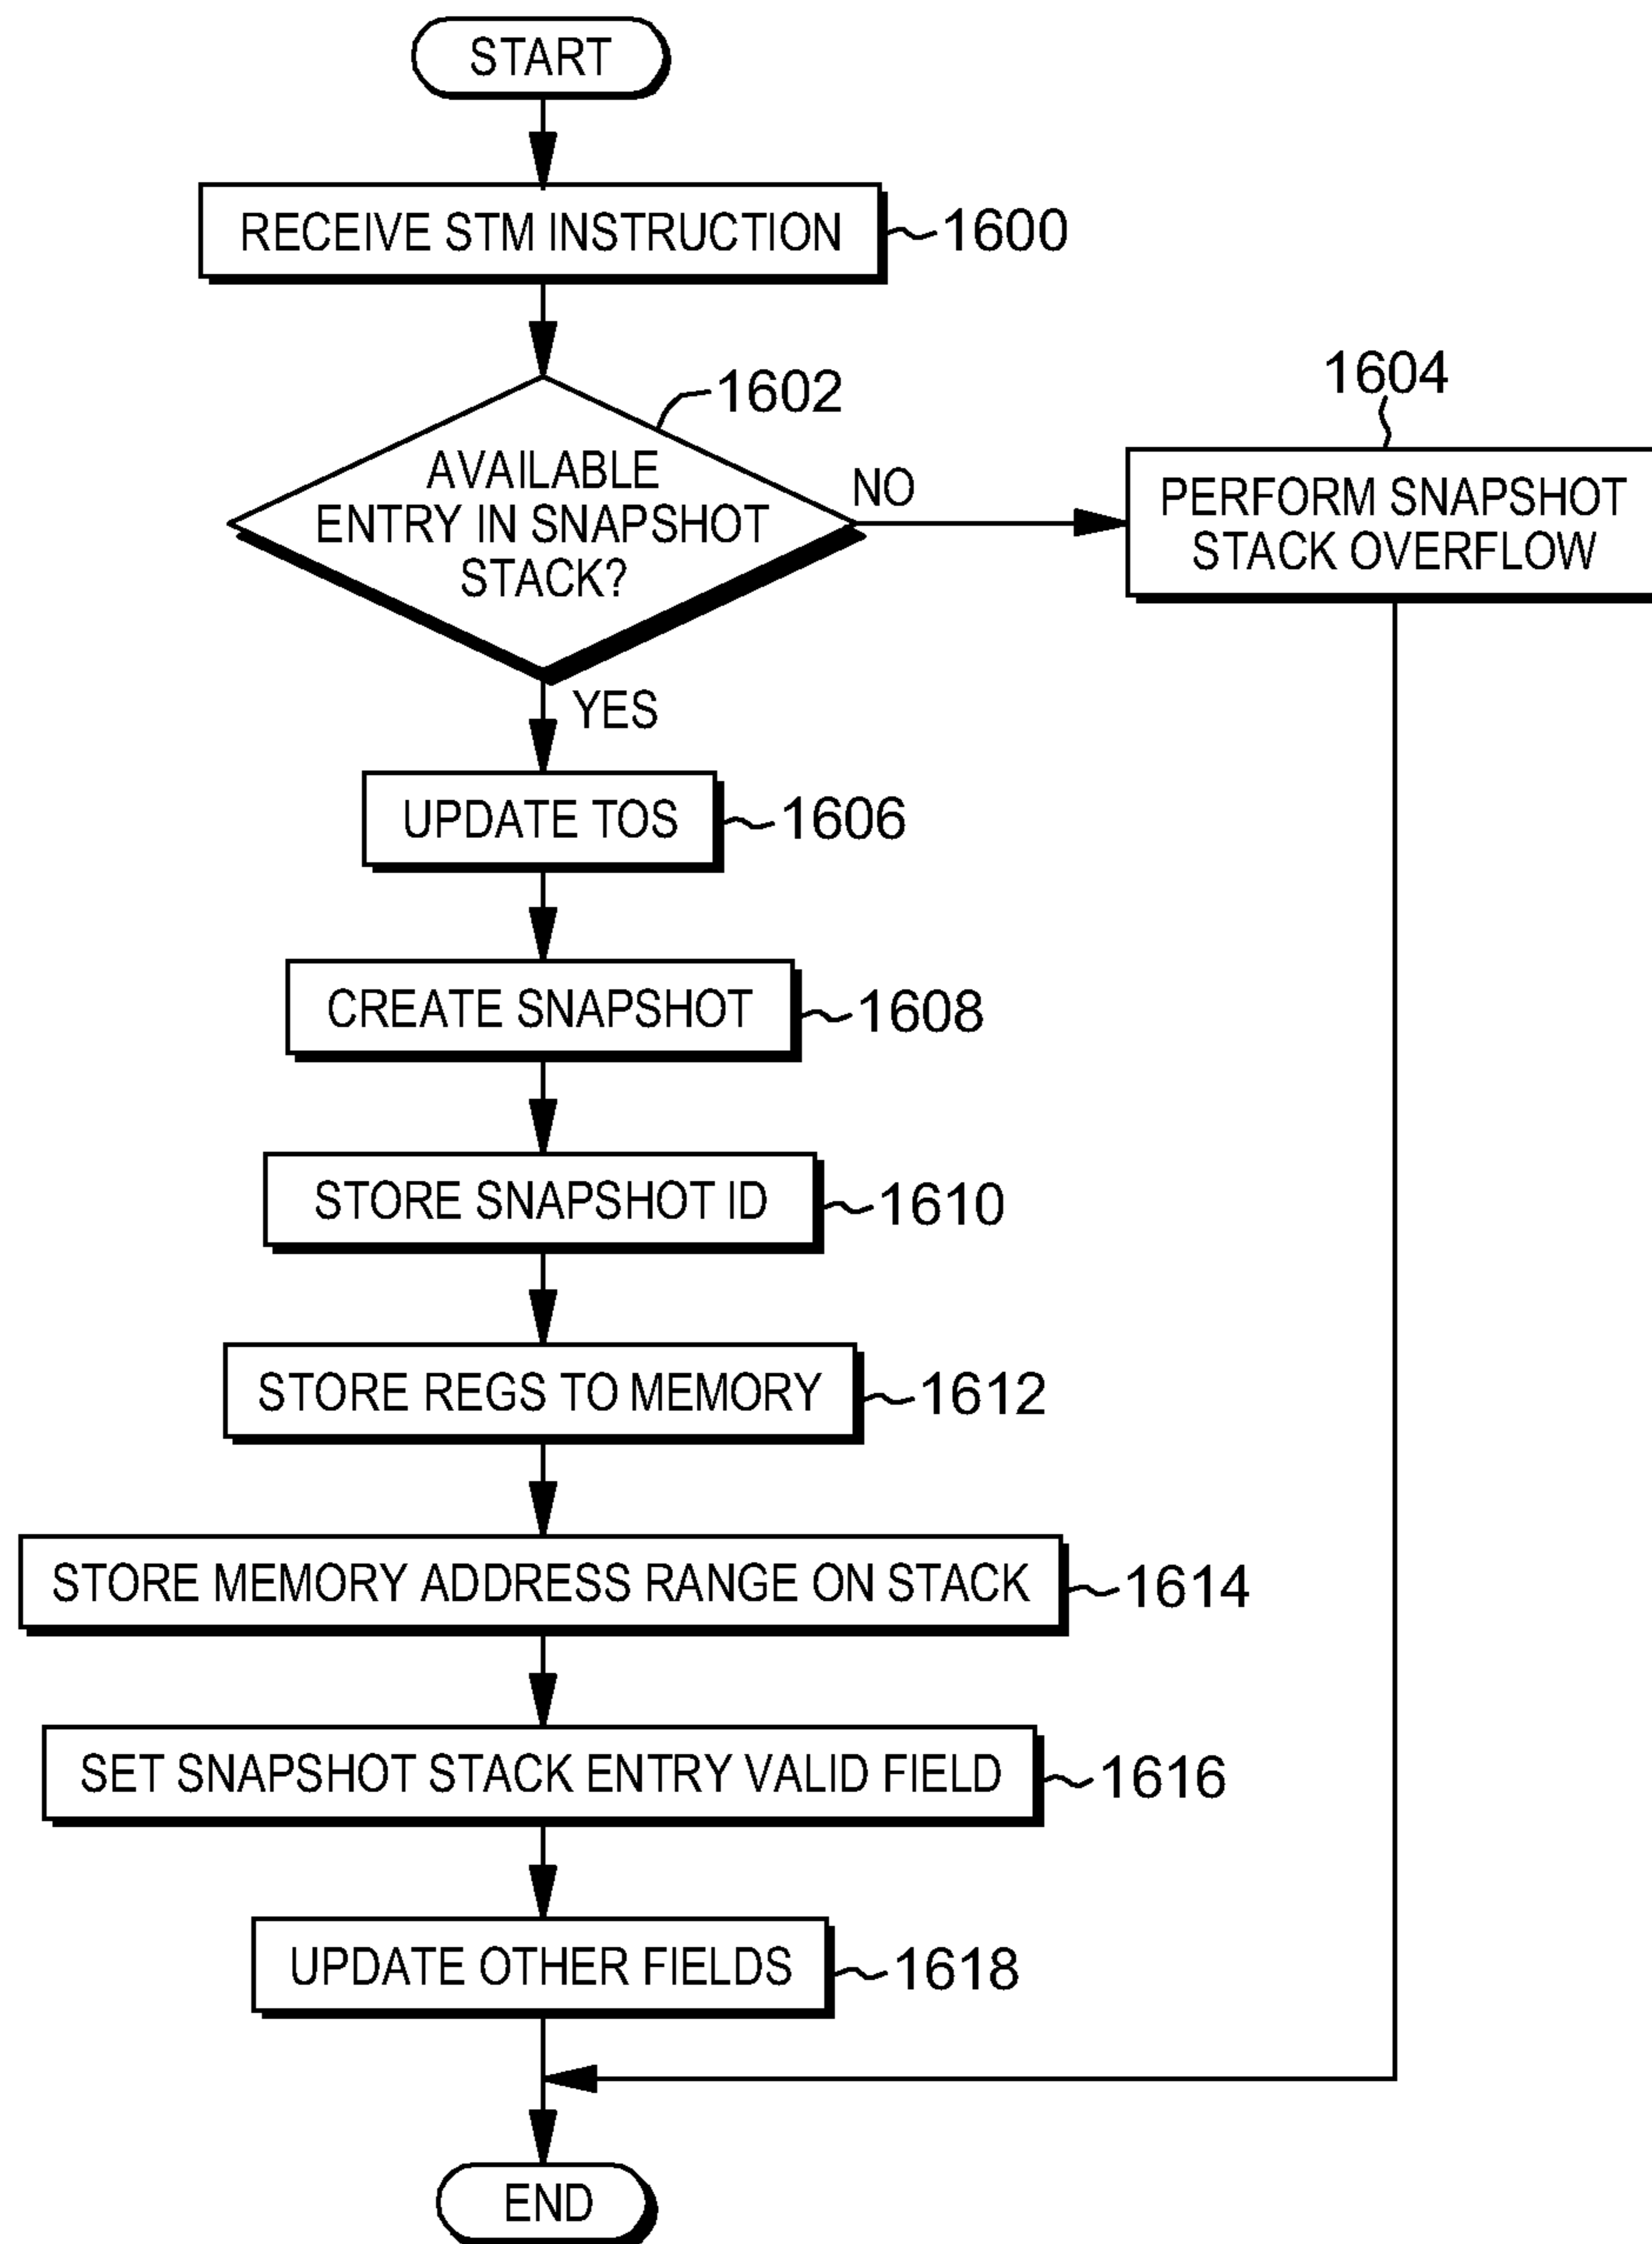 START
RECEIVE STM INSTRUCTION
1600
1602
AVAILABLE
ENTRY IN SNAPSHOT
STACK?
NO
1604
PERFORM SNAPSHOT
STACK OVERFLOW
YES
UPDATE TOS
1606
CREATE SNAPSHOT
1608
STORE SNAPSHOT ID
1610
STORE REGS TO MEMORY
1612
STORE MEMORY ADDRESS RANGE ON STACK
1614
SET SNAPSHOT STACK ENTRY VALID FIELD
1616
UPDATE OTHER FIELDS
1618
END